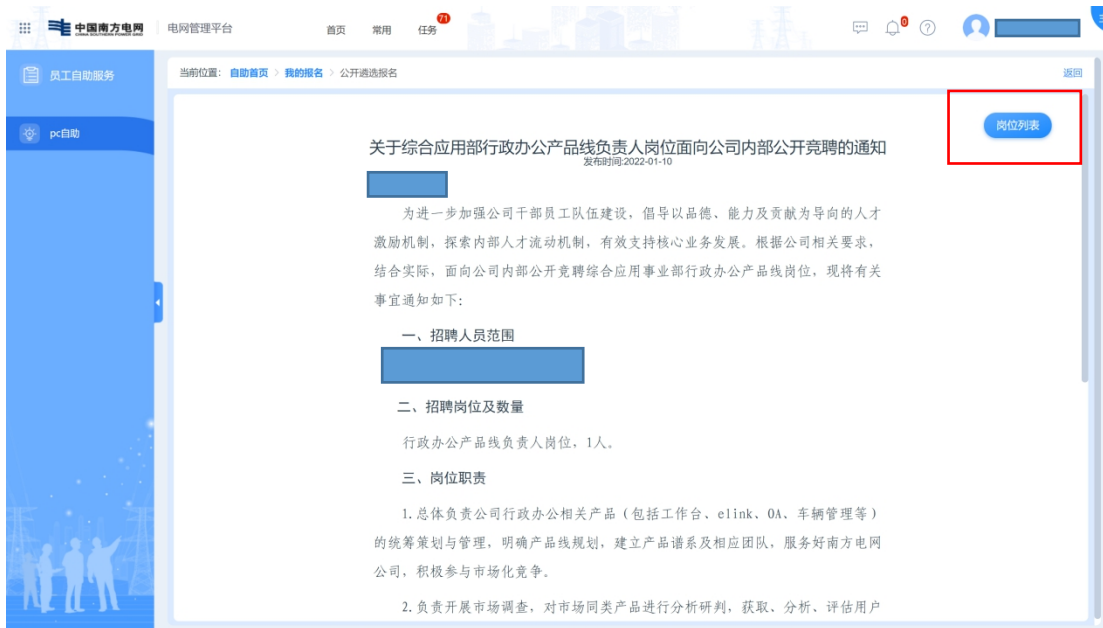 中国南方电网
CHINA SOUTHERN POWER GRID
电网管理平台
首页
常用
任务
71
0
员工自助服务
pc自助
当前位置: 自助首页 > 我的报名 > 公开遴选报名
返回
岗位列表
关于综合应用部行政办公产品线负责人岗位面向公司内部公开竞聘的通知
发布时间:2022-01-10
为进一步加强公司干部员工队伍建设，倡导以品德、能力及贡献为导向的人才
激励机制，探索内部人才流动机制，有效支持核心业务发展。根据公司相关要求，
结合实际，面向公司内部公开竞聘综合应用事业部行政办公产品线岗位，现将有关
事宜通知如下:
一、招聘人员范围
二、招聘岗位及数量
行政办公产品线负责人岗位，1人。
三、岗位职责
1.总体负责公司行政办公相关产品（包括工作台、elink、OA、车辆管理等）
的统筹策划与管理，明确产品线规划，建立产品谱系及相应团队，服务好南方电网
公司，积极参与市场化竞争。
2.负责开展市场调查，对市场同类产品进行分析研判，获取、分析、评估用户